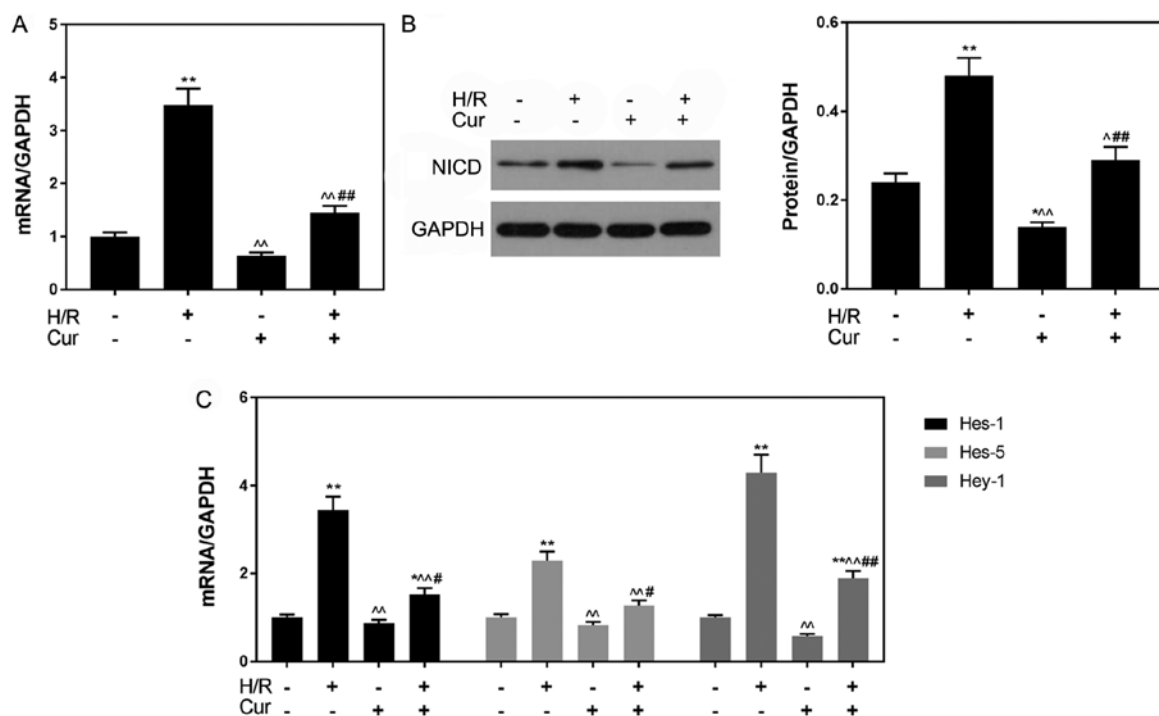 A
mRNA/GAPDH
5
4
3
2
1
0
**
^^
^^##
H/R - + - +
Cur - - + +
B
H/R - + - +
Cur - - + +
NICD
GAPDH
Protein/GAPDH
0.6
0.4
0.2
0.0
**
*^^
^##
H/R - + - +
Cur - - + +
C
mRNA/GAPDH
6
4
2
0
**
^^
*^^#
**
^^
^^#
**
^^
**^^##
H/R - + - + - + - + - + - +
Cur - - + + - - + + - - + +
Hes-1
Hes-5
Hey-1